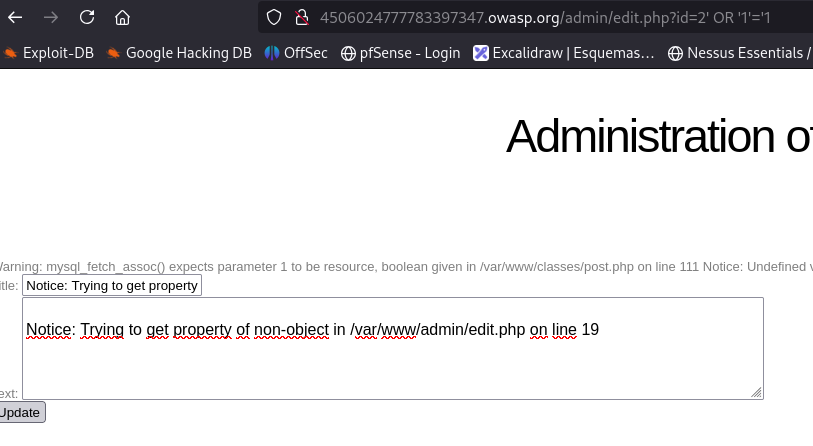 4506024777783397347.owasp.org/admin/edit.php?id=2' OR '1'='1
Exploit-DB Google Hacking DB OffSec pfSense - Login Excalidraw | Esquemas… Nessus Essentials /
Administration of
Warning: mysql_fetch_assoc() expects parameter 1 to be resource, boolean given in /var/www/classes/post.php on line 111 Notice: Undefined v
itle: Notice: Trying to get property
Notice: Trying to get property of non-object in /var/www/admin/edit.php on line 19
ext:
Update